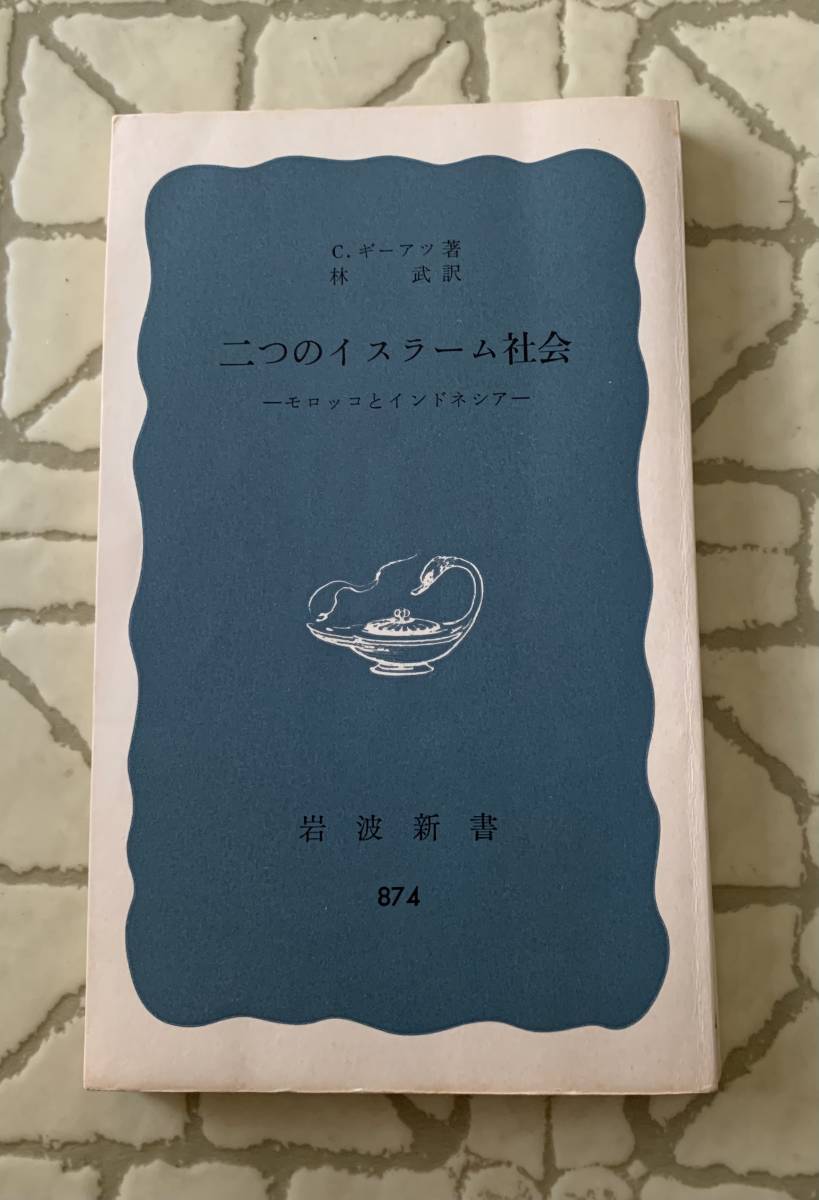 C. ギーアツ 著
林 武 訳
二つのイスラーム社会
―モロッコとインドネシア―
岩波新書
874